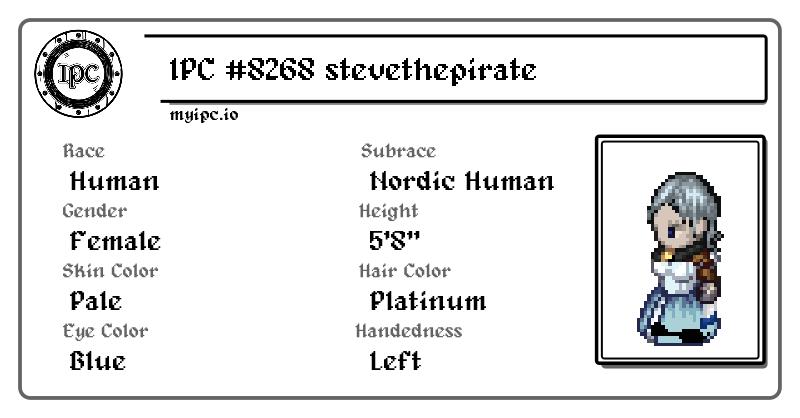 IPC
IPC #8268 stevethepirate
myipc.io
Race
Human
Subrace
Nordic Human
Gender
Female
Height
5'8"
Skin Color
Pale
Hair Color
Platinum
Eye Color
Blue
Handedness
Left